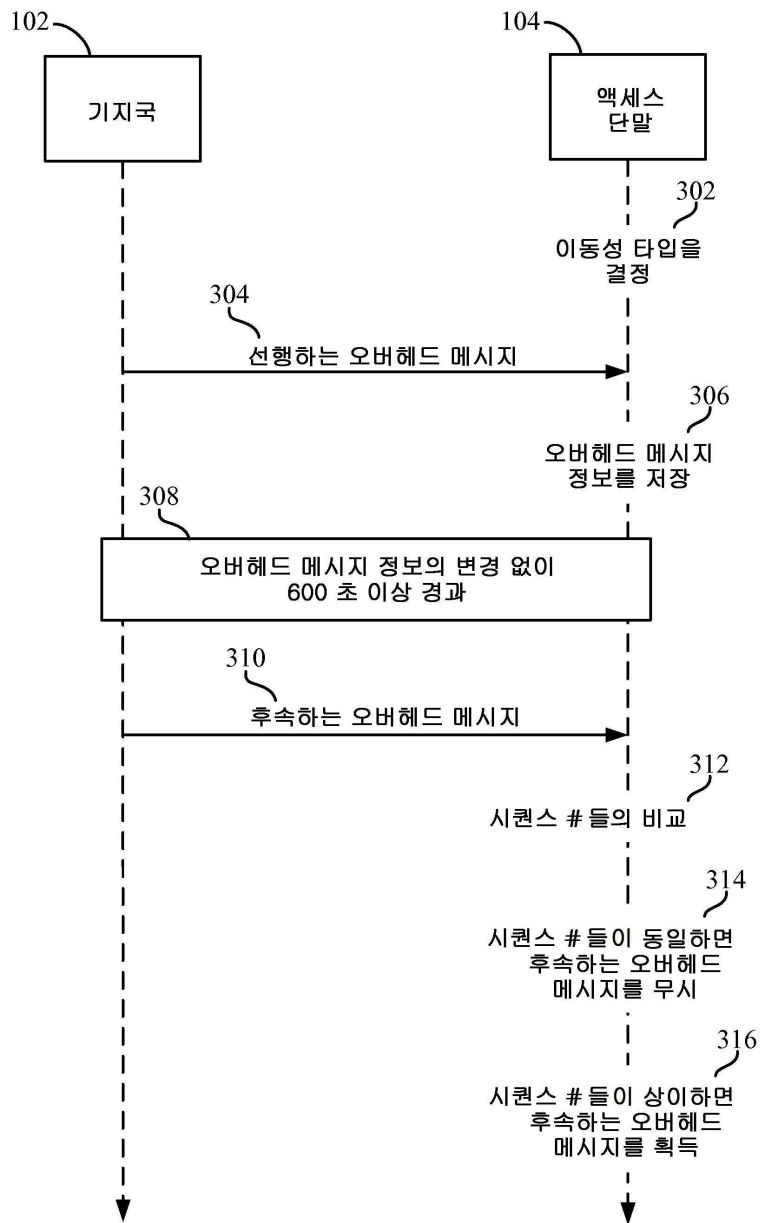 102
104
기지국
액세스
단말
302
이동성 타입을
결정
304
선행하는 오버헤드 메시지
306
오버헤드 메시지
정보를 저장
308
오버헤드 메시지 정보의 변경 없이
600 초 이상 경과
310
후속하는 오버헤드 메시지
312
시퀀스 #들의 비교
314
시퀀스 #들이 동일하면
후속하는 오버헤드
메시지를 무시
316
시퀀스 #들이 상이하면
후속하는 오버헤드
메시지를 획득